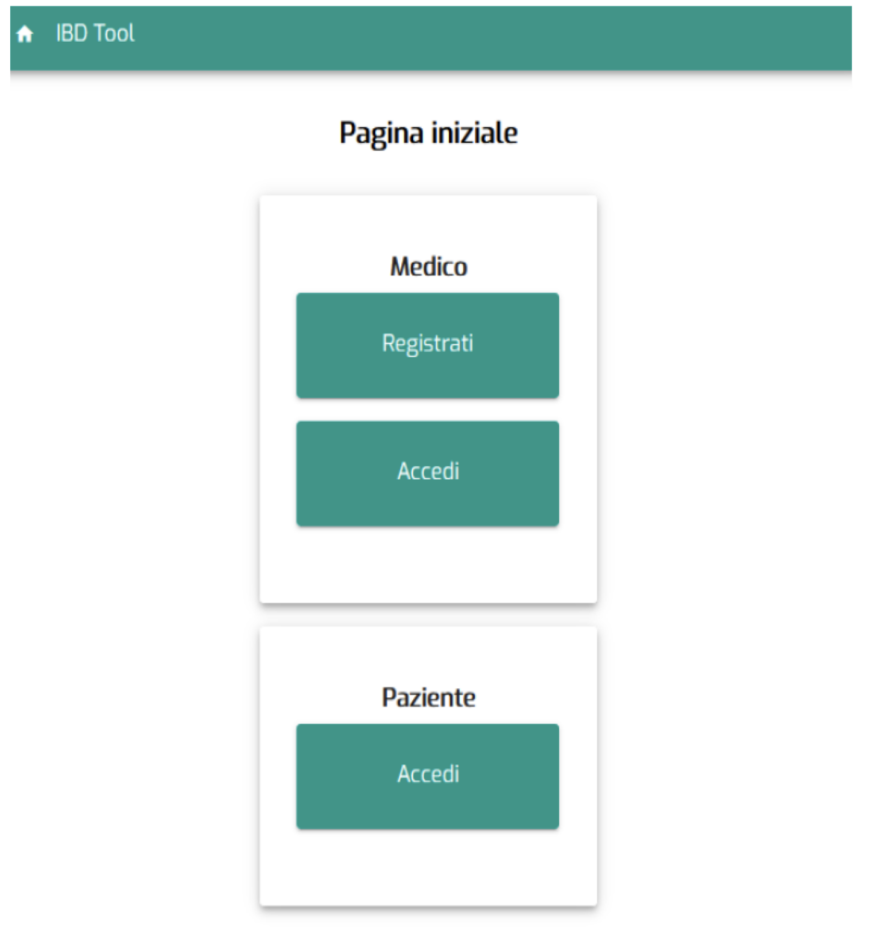 IBD Tool
Pagina iniziale
Medico
Registrati
Accedi
Paziente
Accedi